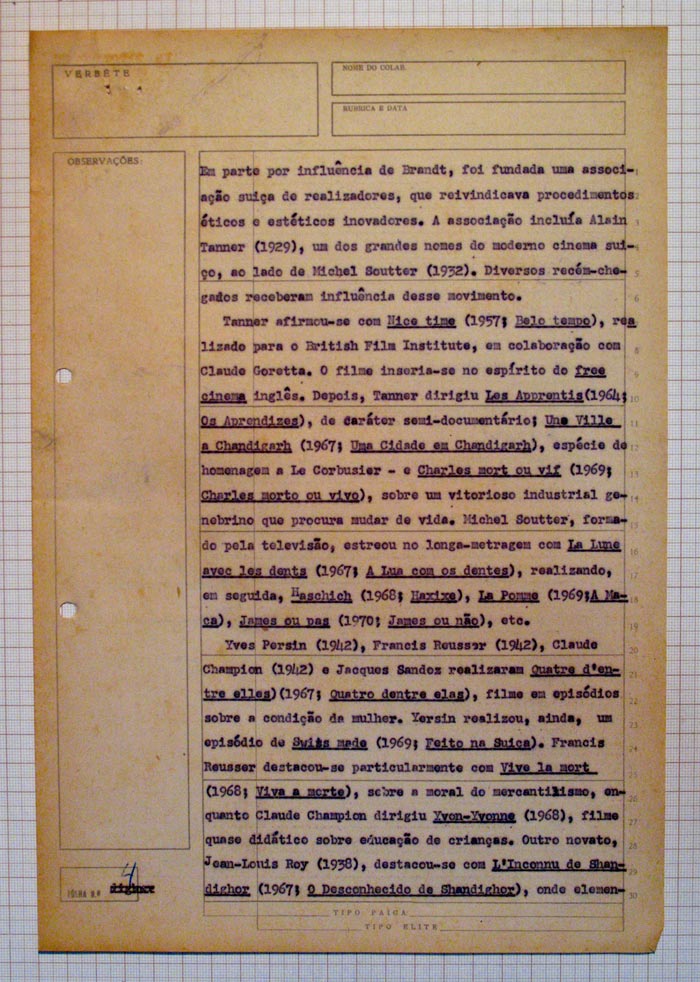 VERBETE
NOME DO COLAB.
RUBRICA E DATA
OBSERVAÇÕES:
Em parte por influência de Brandt, foi fundada uma associ-
ação suiça de realizadores, que reivindicava procedimentos
éticos e estéticos inovadores. A associação incluía Alain
Tanner (1929), um dos grandes nomes do moderno cinema sui-
ço, ao lado de Michel Soutter (1932). Diversos recém-che-
gados receberam influência desse movimento.
Tanner afirmou-se com Nice time (1957; Belo tempo), rea
lizado para o British Film Institute, em colaboração com
Claude Goretta. O filme inseria-se no espírito do free
cinema inglês. Depois, Tanner dirigiu Les Apprentis(1964;
Os Aprendizes), de caráter semi-documentário; Une Ville
a Chandigarh (1967; Uma Cidade em Chandigarh), espécie de
homenagem a Le Corbusier - e Charles mort ou vif (1969;
Charles morto ou vivo), sobre um vitorioso industrial ge-
nebrino que procura mudar de vida. Michel Soutter, forma-
do pela televisão, estreou no longa-metragem com La Lune
avec les dents (1967; A Lua com os dentes), realizando,
em seguida, Haschich (1968; Haxixe), La Pomme (1969;A Ma-
ca), James ou pas (1970; James ou não), etc.
Yves Persin (1942), Francis Reusser (1942), Claude
Champion (1942) e Jacques Sandoz realizaram Quatre d'en-
tre elles)(1967; Quatro dentre elas), filme em episódios
sobre a condição da mulher. Yersin realizou, ainda, um
episódio de Swiss made (1969; Feito na Suica). Francis
Reusser destacou-se particularmente com Vive la mort
(1968; Viva a morte), sobre a moral do mercantilismo, en-
quanto Claude Champion dirigiu Yvon-Yvonne (1968), filme
quase didático sobre educação de crianças. Outro novato,
Jean-Louis Roy (1938), destacou-se com L'Inconnu de Shan-
dighor (1967; O Desconhecido de Shandighor), onde elemen-
4
FOLHA N.º
TIPO PAICA
TIPO ELITE